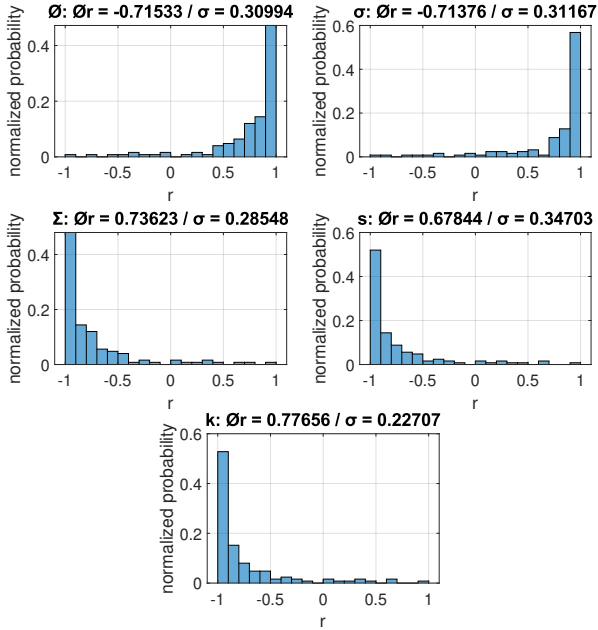 Ø: Ør = -0.71533 / σ = 0.30994
normalized probability
0.4
0.2
0
-1 -0.5 0 0.5 1
r
σ: Ør = -0.71376 / σ = 0.31167
normalized probability
0.6
0.4
0.2
0
-1 -0.5 0 0.5 1
r
Σ: Ør = 0.73623 / σ = 0.28548
normalized probability
0.4
0.2
0
-1 -0.5 0 0.5 1
r
s: Ør = 0.67844 / σ = 0.34703
normalized probability
0.6
0.4
0.2
0
-1 -0.5 0 0.5 1
r
k: Ør = 0.77656 / σ = 0.22707
normalized probability
0.6
0.4
0.2
0
-1 -0.5 0 0.5 1
r